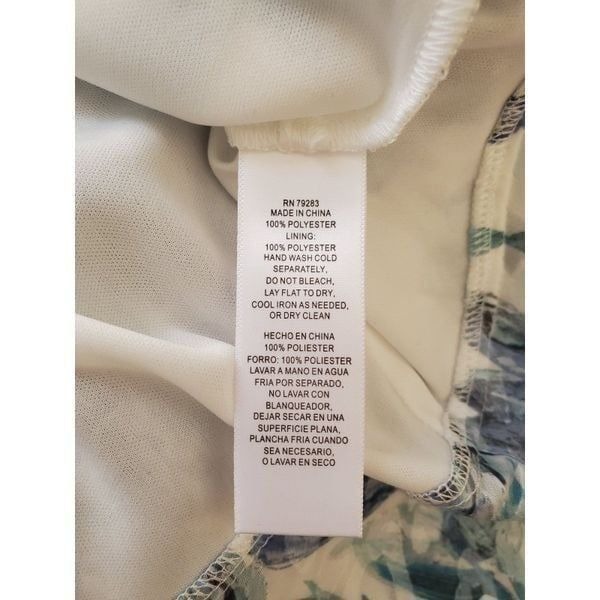 RN 79283
MADE IN CHINA
100% POLYESTER
LINING:
100% POLYESTER
HAND WASH COLD
SEPARATELY,
DO NOT BLEACH,
LAY FLAT TO DRY,
COOL IRON AS NEEDED,
OR DRY CLEAN
HECHO EN CHINA
100% POLIESTER
FORRO: 100% POLIESTER
LAVAR A MANO EN AGUA
FRIA POR SEPARADO,
NO LAVAR CON
BLANQUEADOR,
DEJAR SECAR EN UNA
SUPERFICIE PLANA,
PLANCHA FRIA CUANDO
SEA NECESARIO,
O LAVAR EN SECO